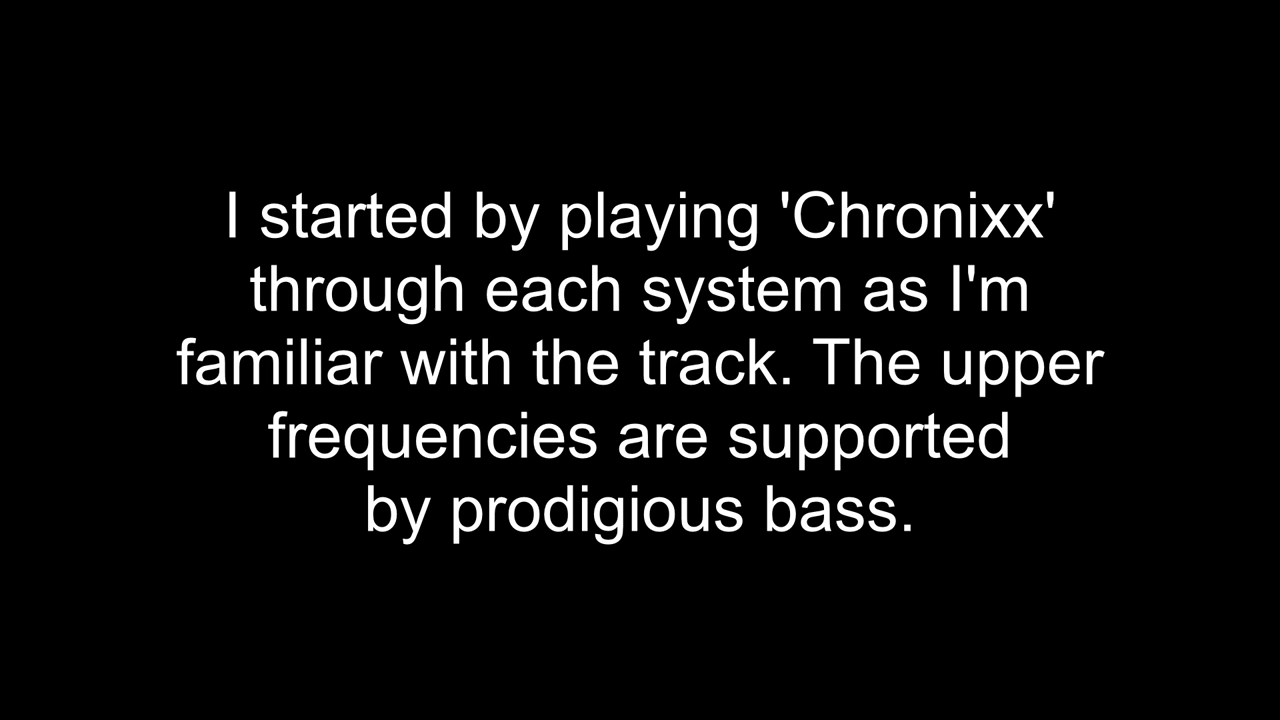 I started by playing 'Chronixx'
through each system as I'm
familiar with the track. The upper
frequencies are supported
by prodigious bass.